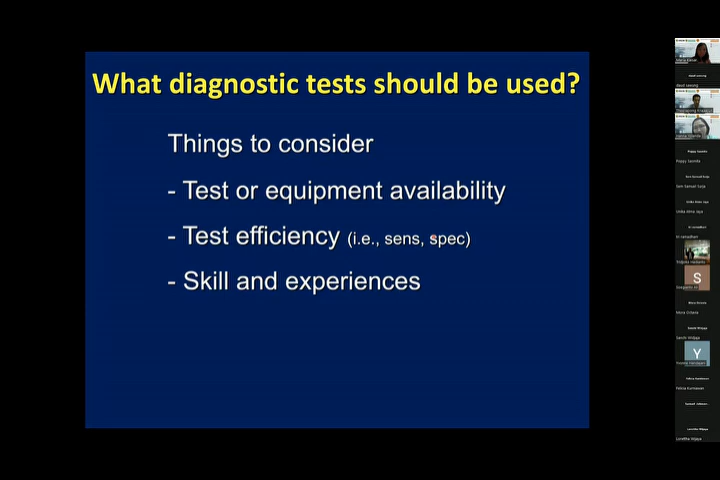 What diagnostic tests should be used?
Things to consider
- Test or equipment availability
- Test efficiency (i.e., sens, spec)
- Skill and experiences
S
Y